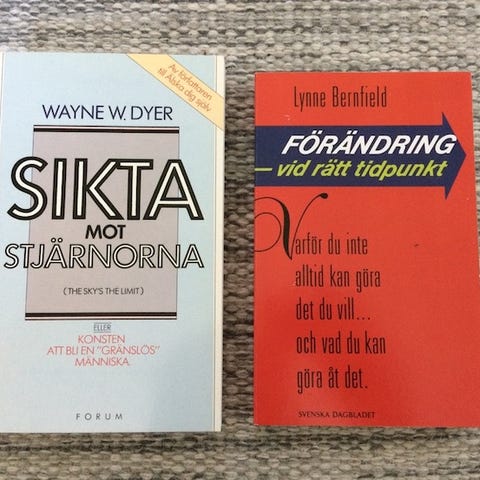 Av författaren
till Älska dig själv
WAYNE W. DYER
SIKTA
MOT
STJÄRNORNA
(THE SKY'S THE LIMIT)
ELLER
KONSTEN
ATT BLI EN "GRÄNSLÖS"
MÄNNISKA.
FORUM
Lynne Bernfield
FÖRÄNDRING
– vid rätt tidpunkt
Varför du inte
alltid kan göra
det du vill...
och vad du kan
göra åt det.
SVENSKA DAGBLADET